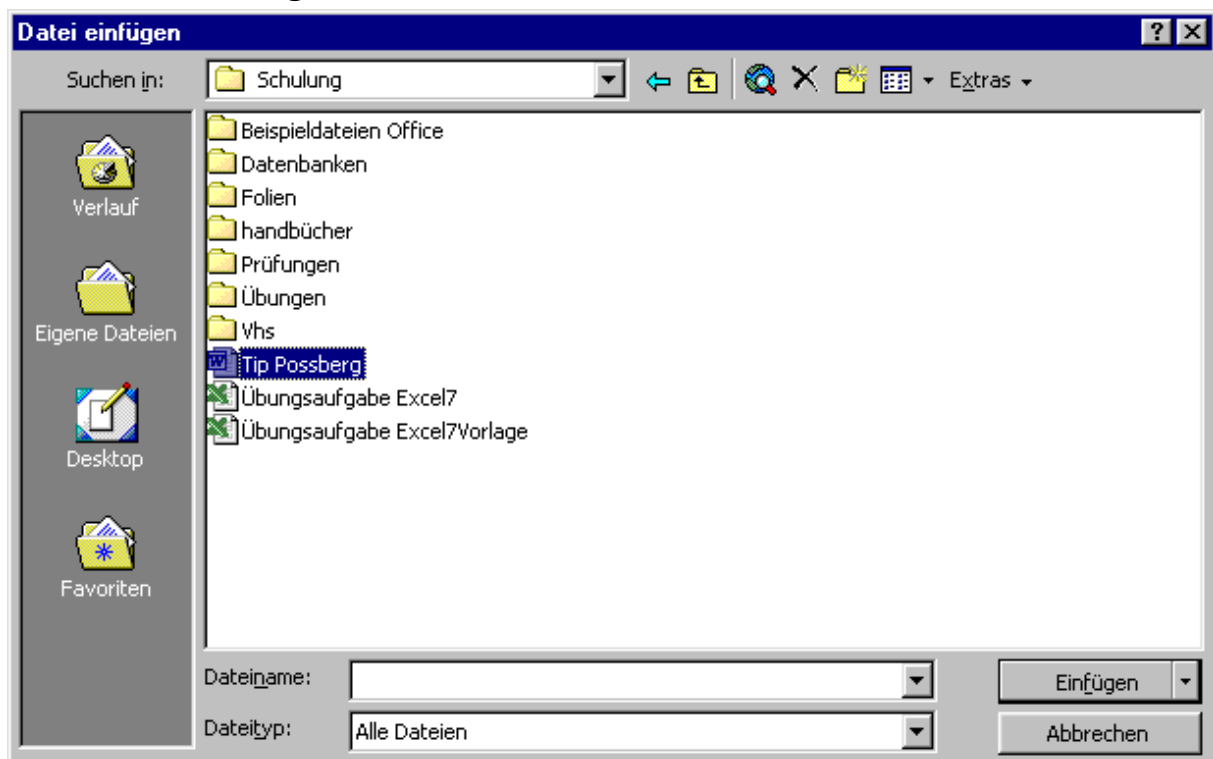 Datei einfügen
Suchen in:
Schulung
Extras
Verlauf
Eigene Dateien
Desktop
Favoriten
Beispieldateien Office
Datenbanken
Folien
handbücher
Prüfungen
Übungen
Vhs
Tip Possberg
Übungsaufgabe Excel7
Übungsaufgabe Excel7Vorlage
Dateiname:
Einfügen
Dateityp:
Alle Dateien
Abbrechen